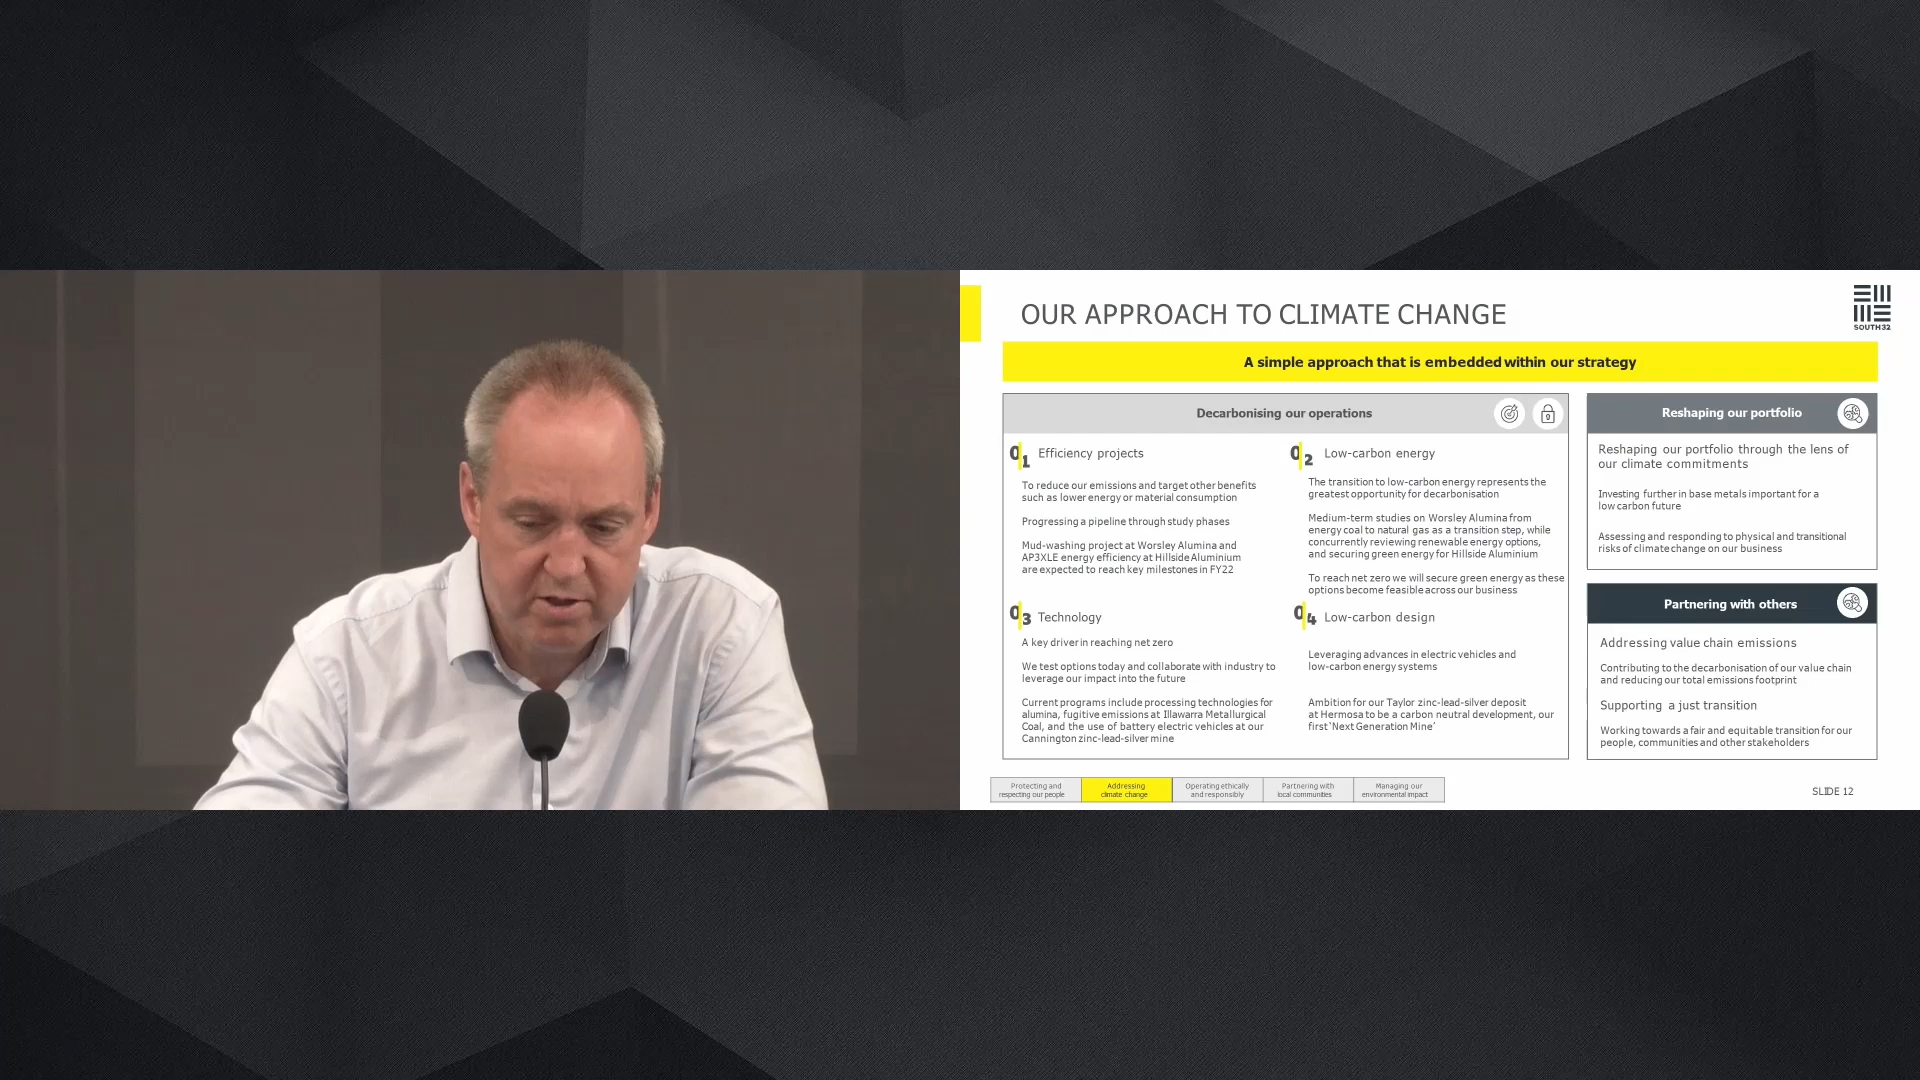 OUR APPROACH TO CLIMATE CHANGE
SOUTH32
A simple approach that is embedded within our strategy
Decarbonising our operations
01 Efficiency projects
To reduce our emissions and target other benefits
such as lower energy or material consumption
Progressing a pipeline through study phases
Mud-washing project at Worsley Alumina and
AP3XLE energy efficiency at Hillside Aluminium
are expected to reach key milestones in FY22
02 Low-carbon energy
The transition to low-carbon energy represents the
greatest opportunity for decarbonisation
Medium-term studies on Worsley Alumina from
energy coal to natural gas as a transition step, while
concurrently reviewing renewable energy options,
and securing green energy for Hillside Aluminium
To reach net zero we will secure green energy as these
options become feasible across our business
03 Technology
A key driver in reaching net zero
We test options today and collaborate with industry to
leverage our impact into the future
Current programs include processing technologies for
alumina, fugitive emissions at Illawarra Metallurgical
Coal, and the use of battery electric vehicles at our
Cannington zinc-lead-silver mine
04 Low-carbon design
Leveraging advances in electric vehicles and
low-carbon energy systems
Ambition for our Taylor zinc-lead-silver deposit
at Hermosa to be a carbon neutral development, our
first ‘Next Generation Mine’
Reshaping our portfolio
Reshaping our portfolio through the lens of
our climate commitments
Investing further in base metals important for a
low carbon future
Assessing and responding to physical and transitional
risks of climate change on our business
Partnering with others
Addressing value chain emissions
Contributing to the decarbonisation of our value chain
and reducing our total emissions footprint
Supporting a just transition
Working towards a fair and equitable transition for our
people, communities and other stakeholders
Protecting and
respecting our people
Addressing
climate change
Operating ethically
and responsibly
Partnering with
local communities
Managing our
environmental impact
SLIDE 12